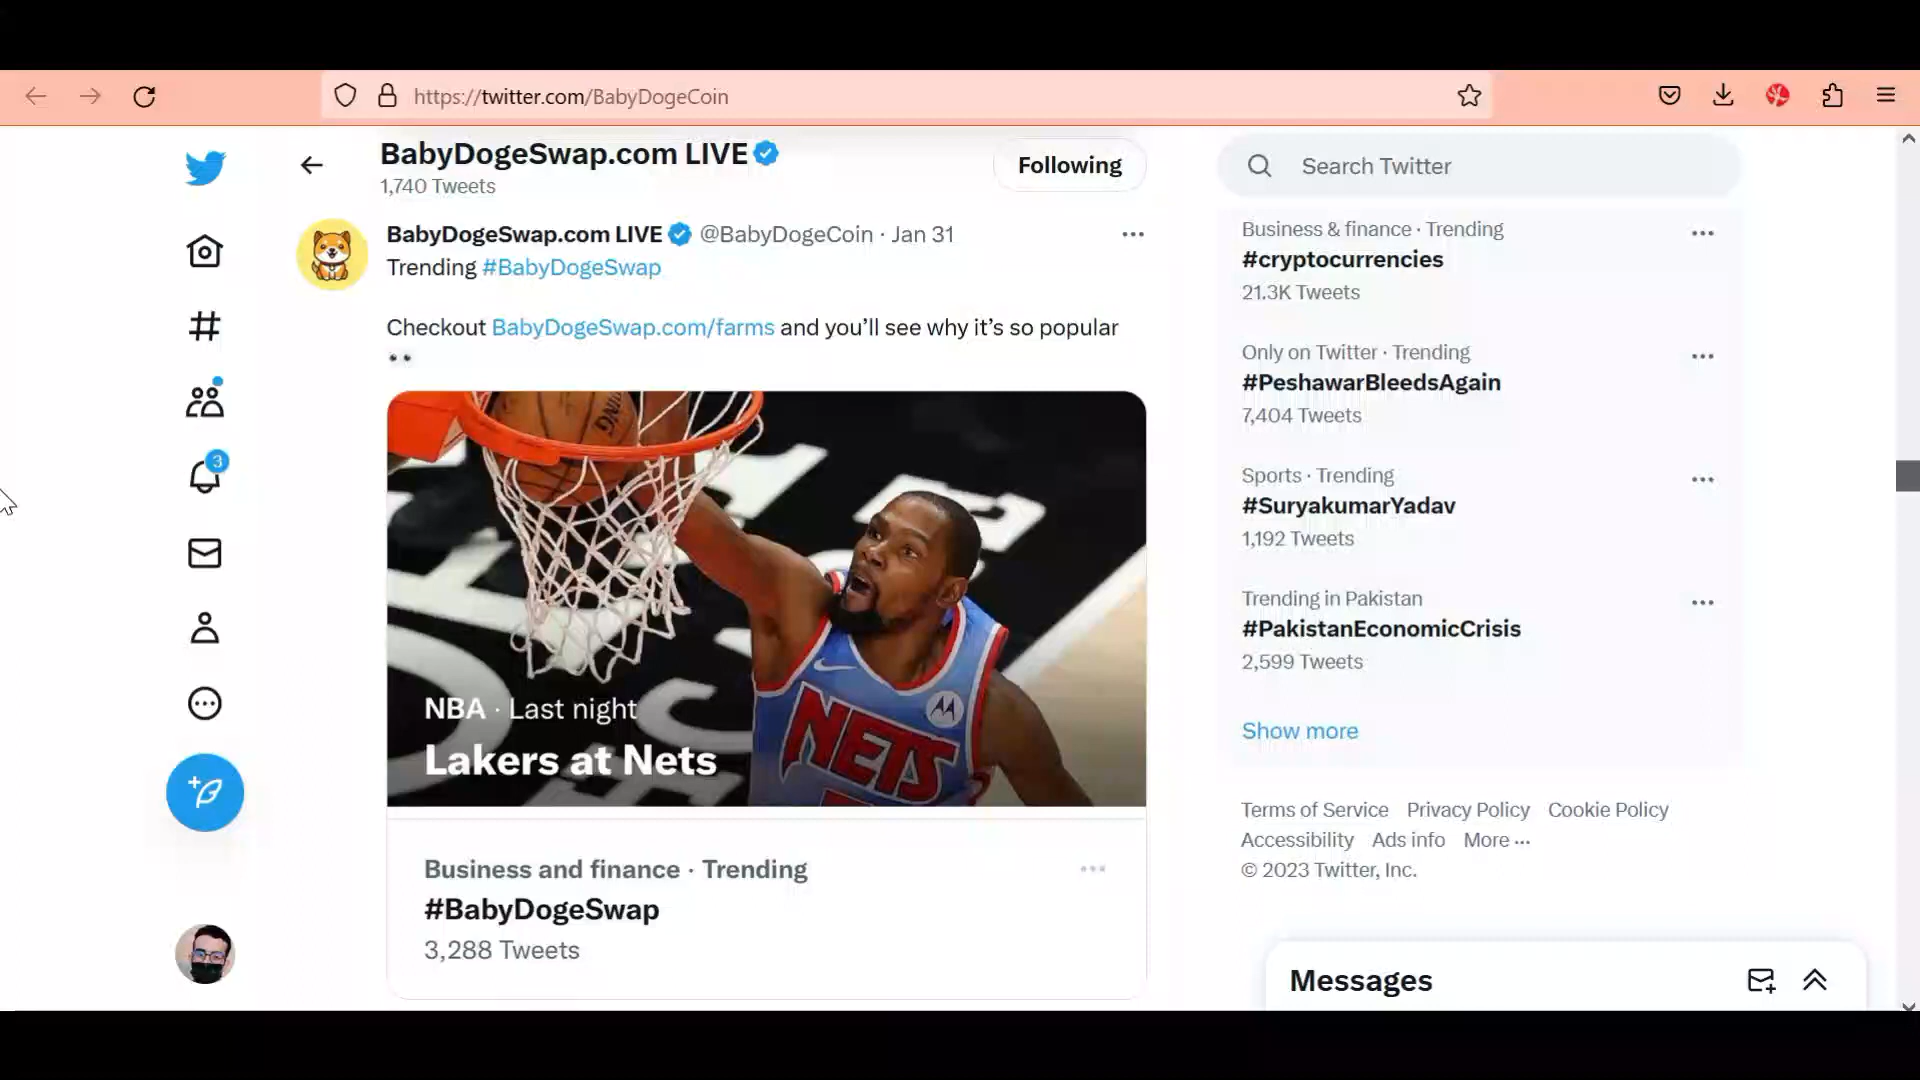 https://twitter.com/BabyDogeCoin
BabyDogeSwap.com LIVE
1,740 Tweets
Following
Search Twitter
BabyDogeSwap.com LIVE @BabyDogeCoin · Jan 31
Trending #BabyDogeSwap
Checkout BabyDogeSwap.com/farms and you’ll see why it’s so popular
NETS
NBA · Last night
Lakers at Nets
Business and finance · Trending
#BabyDogeSwap
3,288 Tweets
3
Business & finance · Trending
#cryptocurrencies
21.3K Tweets
Only on Twitter · Trending
#PeshawarBleedsAgain
7,404 Tweets
Sports · Trending
#SuryakumarYadav
1,192 Tweets
Trending in Pakistan
#PakistanEconomicCrisis
2,599 Tweets
Show more
Terms of Service Privacy Policy Cookie Policy
Accessibility Ads info More ···
© 2023 Twitter, Inc.
Messages